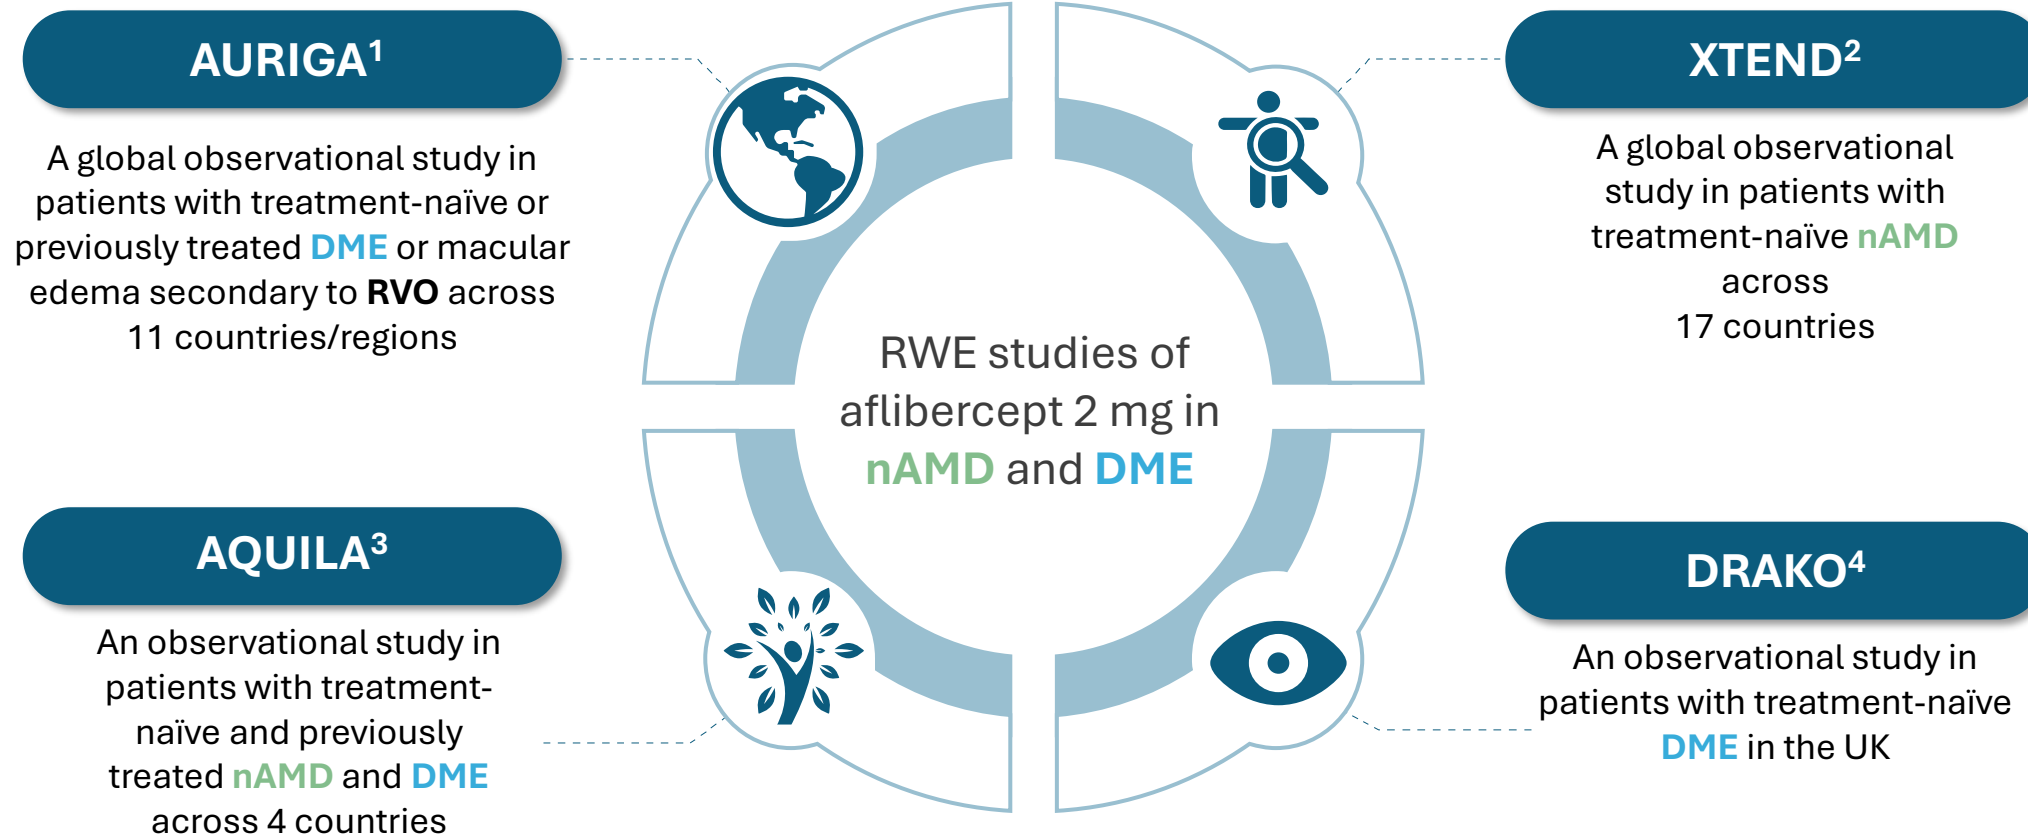 AURIGA¹
A global observational study in
patients with treatment-naïve or
previously treated DME or macular
edema secondary to RVO across
11 countries/regions
XTEND²
A global observational
study in patients with
treatment-naïve nAMD
across
17 countries
RWE studies of
aflibercept 2 mg in
nAMD and DME
AQUILA³
An observational study in
patients with treatment-
naïve and previously
treated nAMD and DME
across 4 countries
DRAKO⁴
An observational study in
patients with treatment-naïve
DME in the UK